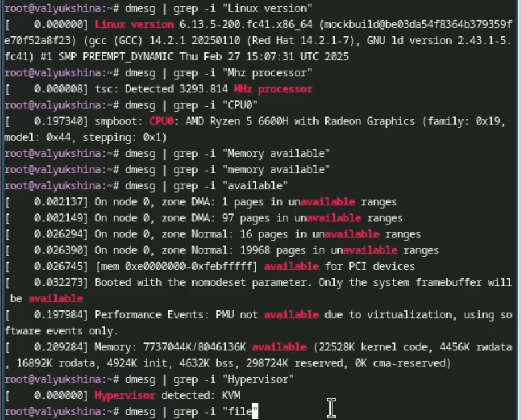 root@valyukshina:~# dmesg | grep -i "Linux version"
[    0.000000] Linux version 6.13.5-200.fc41.x86_64 (mockbuild@be03da54f8364b379359f
e70f52a8f23) (gcc (GCC) 14.2.1 20250110 (Red Hat 14.2.1-7), GNU ld version 2.43.1-5.
fc41) #1 SMP PREEMPT_DYNAMIC Thu Feb 27 15:07:31 UTC 2025
root@valyukshina:~# dmesg | grep -i "Mhz processor"
[    0.000008] tsc: Detected 3293.814 MHz processor
root@valyukshina:~# dmesg | grep -i "CPU0"
[    0.197340] smpboot: CPU0: AMD Ryzen 5 6600H with Radeon Graphics (family: 0x19,
model: 0x44, stepping: 0x1)
root@valyukshina:~# dmesg | grep -i "Memory available"
root@valyukshina:~# dmesg | grep -i "memory available"
root@valyukshina:~# dmesg | grep -i "available"
[    0.002137] On node 0, zone DMA: 1 pages in unavailable ranges
[    0.002149] On node 0, zone DMA: 97 pages in unavailable ranges
[    0.026294] On node 0, zone Normal: 16 pages in unavailable ranges
[    0.026390] On node 0, zone Normal: 19968 pages in unavailable ranges
[    0.026745] [mem 0xe0000000-0xfebfffff] available for PCI devices
[    0.032273] Booted with the nomodeset parameter. Only the system framebuffer will
be available
[    0.197984] Performance Events: PMU not available due to virtualization, using so
ftware events only.
[    0.209284] Memory: 7737044K/8046136K available (22528K kernel code, 4456K rwdata
, 16892K rodata, 4924K init, 4632K bss, 298724K reserved, 0K cma-reserved)
root@valyukshina:~# dmesg | grep -i "Hypervisor"
[    0.000000] Hypervisor detected: KVM
root@valyukshina:~# dmesg | grep -i "file"